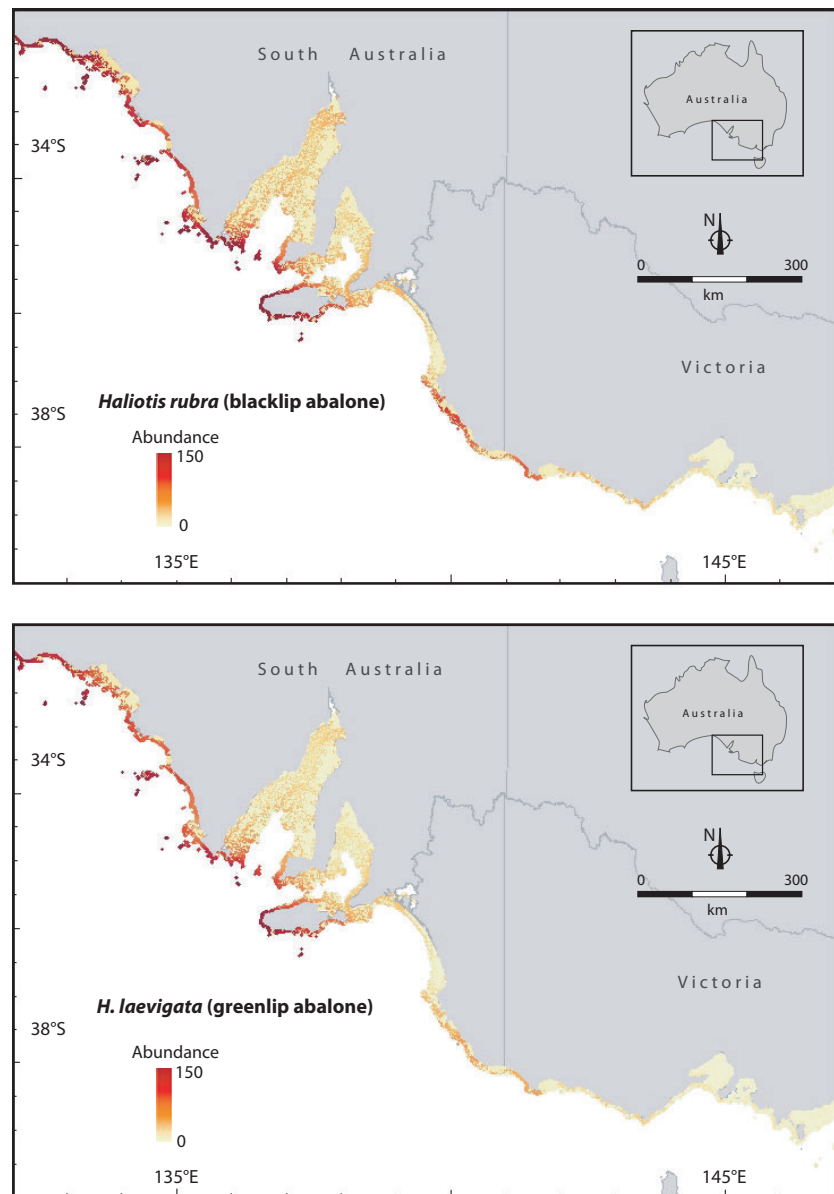 South Australia
Australia
34°S
N
0 300
km
Victoria
Haliotis rubra (blacklip abalone)
38°S
Abundance
150
0
135°E 145°E
South Australia
Australia
34°S
N
0 300
km
Victoria
H. laevigata (greenlip abalone)
38°S
Abundance
150
0
135°E 145°E